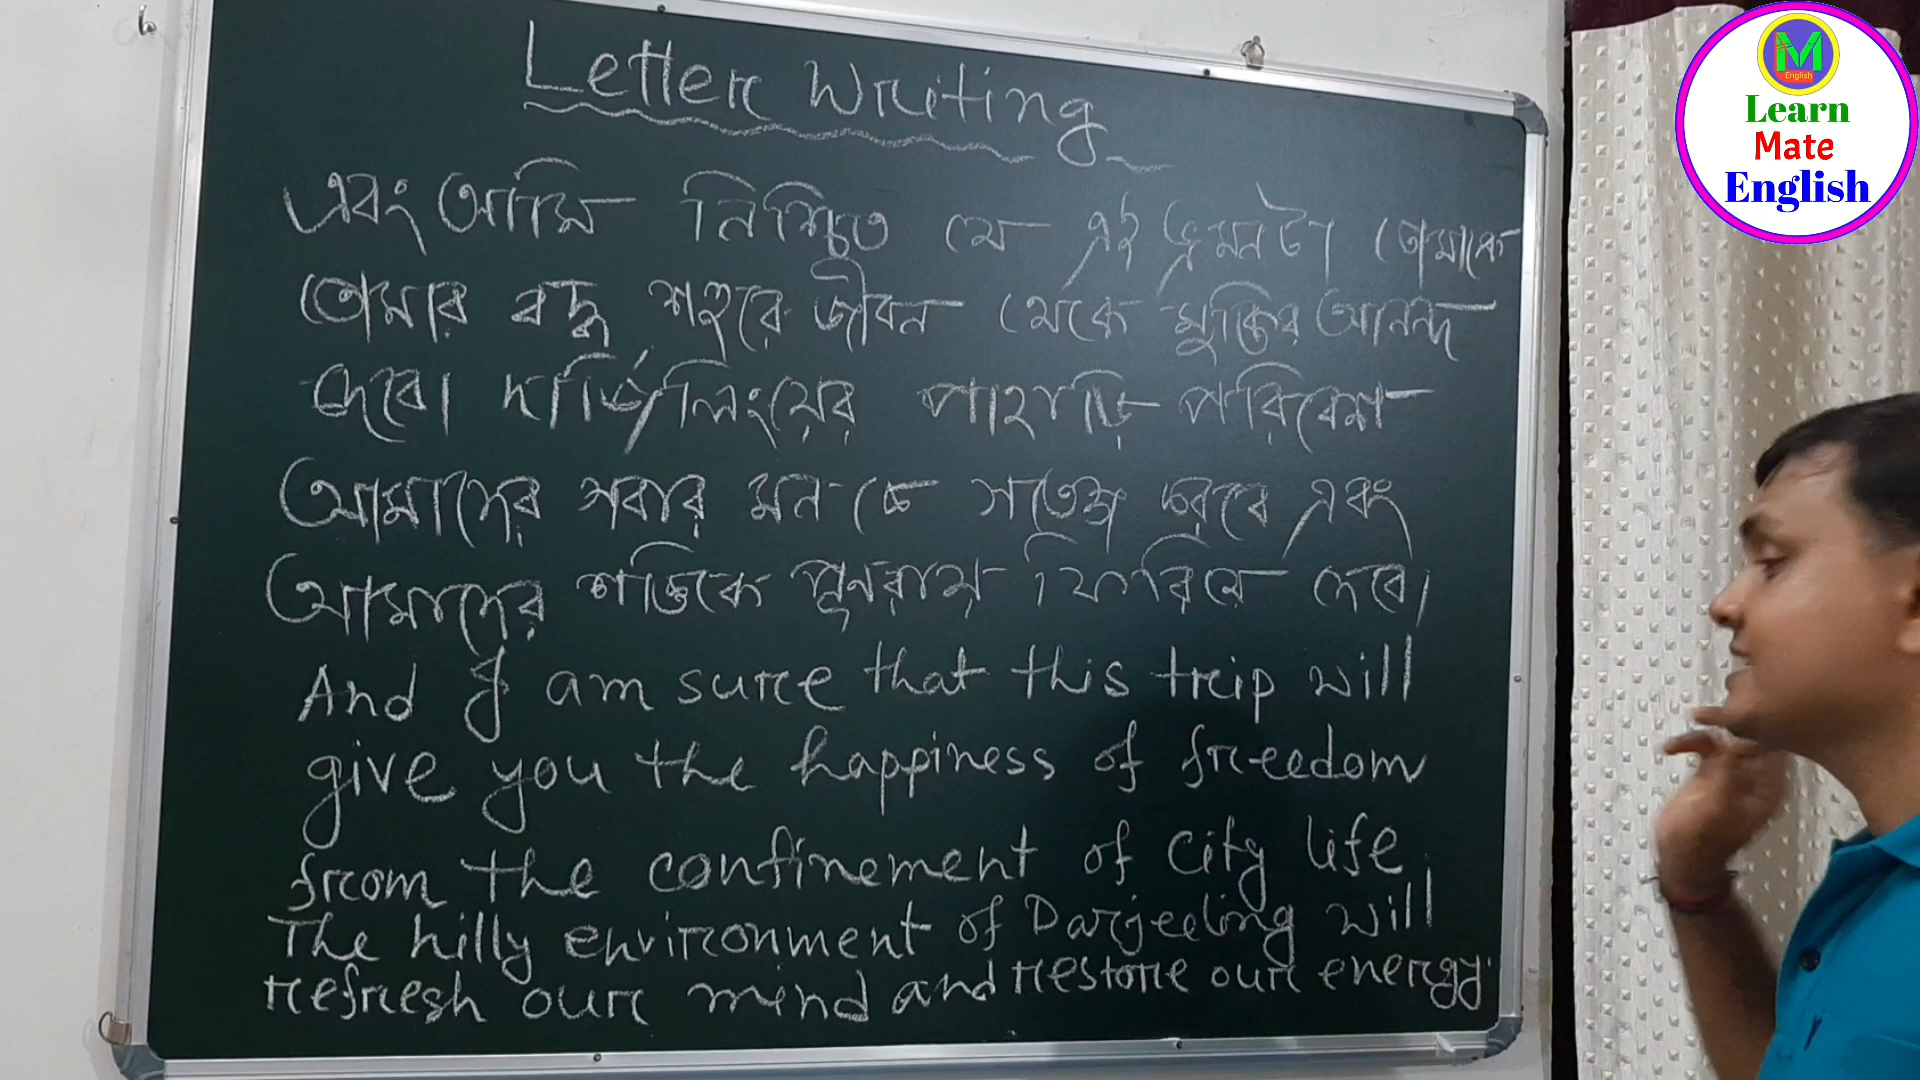 Letter Writing
এবং আমি নিশ্চিত যে এই ভ্রমনটা তোমাকে
তোমার বদ্ধ শহুরে জীবন থেকে মুক্তির আনন্দ
দেবে। দার্জিলিংয়ের পাহাড়ি পরিবেশ
আমাদের সবার মন কে সতেজ করবে এবং
আমাদের শক্তিকে পুনরায় ফিরিয়ে দেবে।
And I am sure that this trip will
give you the happiness of freedom
from the confinement of city life
The hilly environment of Darjeeling will
refresh our mind and restore our energy.
M
English
Learn
Mate
English